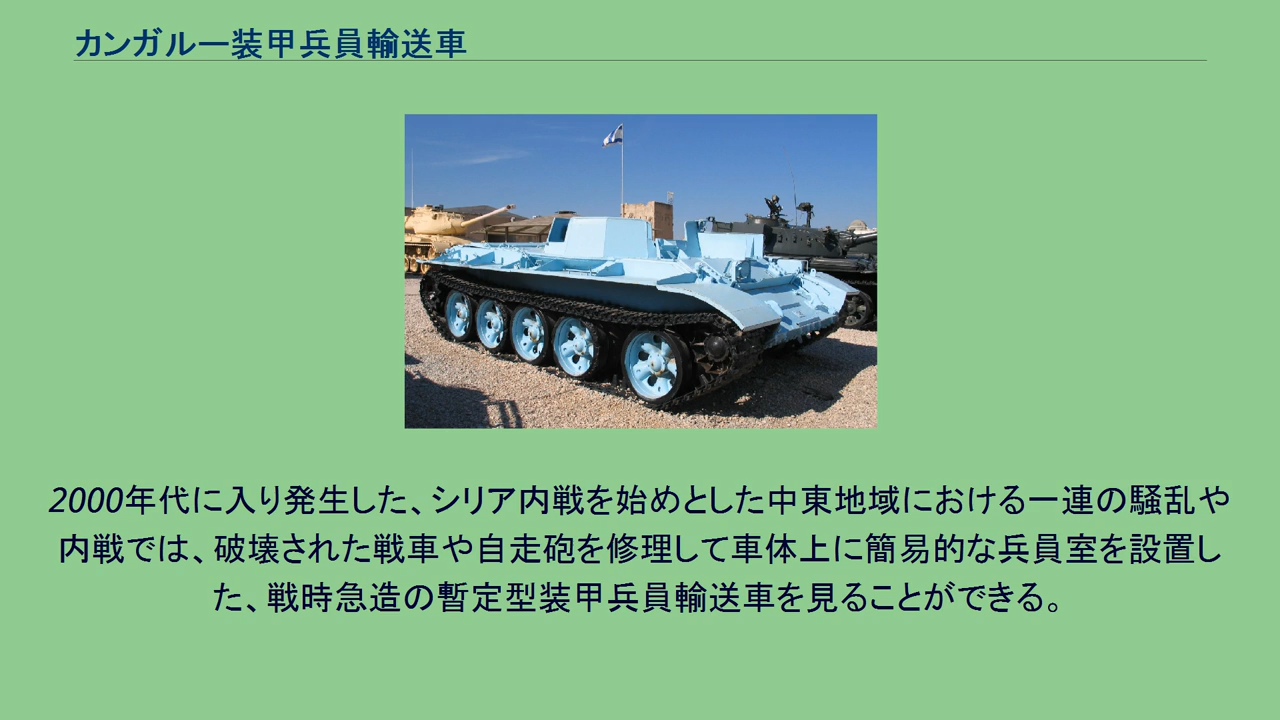 カンガルー装甲兵員輸送車
2000年代に入り発生した、シリア内戦を始めとした中東地域における一連の騒乱や
内戦では、破壊された戦車や自走砲を修理して車体上に簡易的な兵員室を設置し
た、戦時急造の暫定型装甲兵員輸送車を見ることができる。